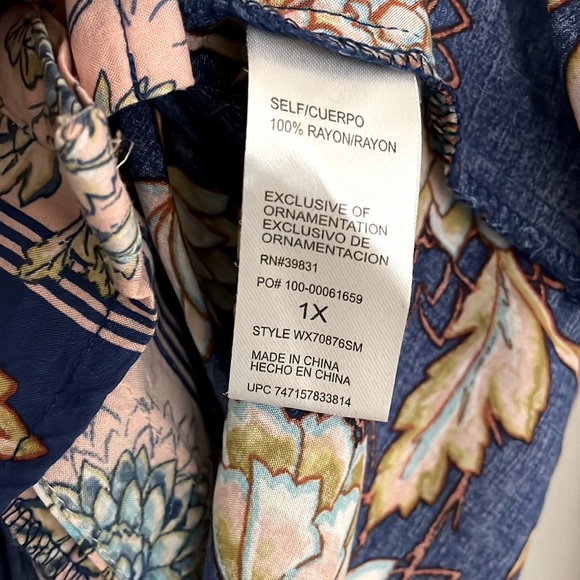 SELF/CUERPO
100% RAYON/RAYON
EXCLUSIVE OF
ORNAMENTATION
EXCLUSIVO DE
ORNAMENTACION
RN#39831
PO# 100-00061659
1X
STYLE WX70876SM
MADE IN CHINA
HECHO EN CHINA
UPC 747157833814